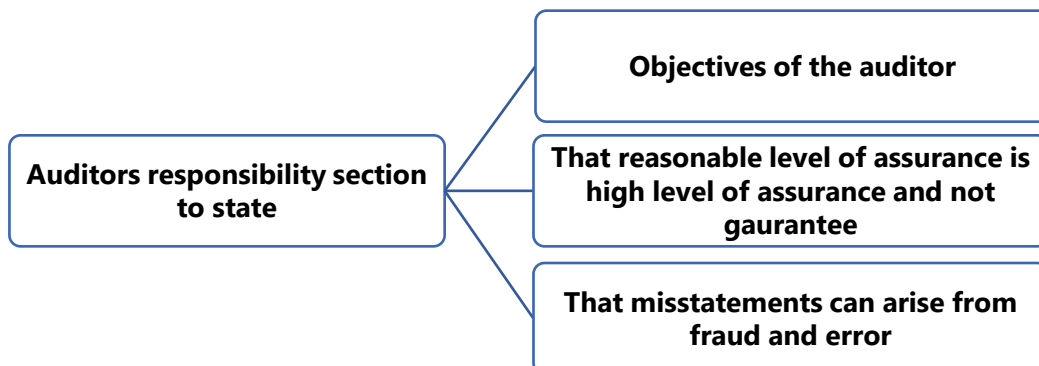 Objectives of the auditor
Auditors responsibility section
to state
That reasonable level of assurance is
high level of assurance and not
gaurantee
That misstatements can arise from
fraud and error